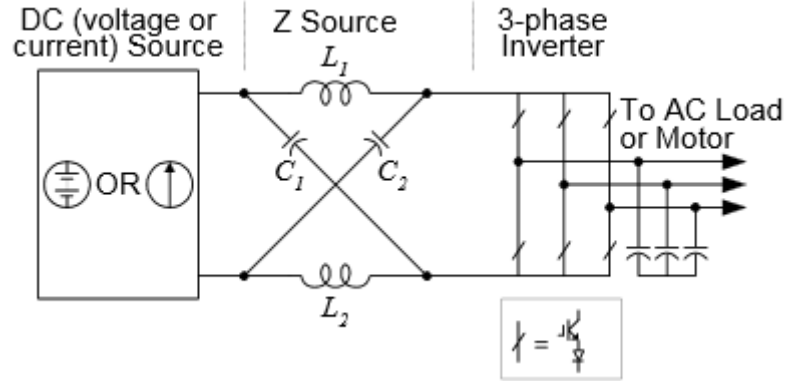 DC (voltage or
current) Source
Z Source
3-phase
Inverter
L1
To AC Load
or Motor
C1
C2
OR
L2
=